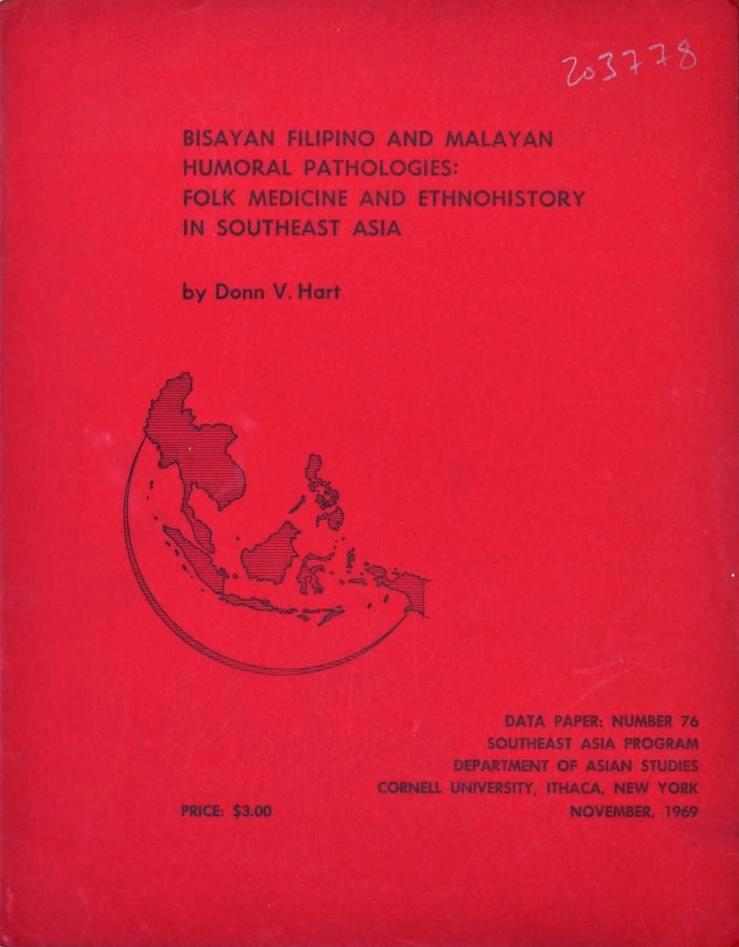 203778
BISAYAN FILIPINO AND MALAYAN
HUMORAL PATHOLOGIES:
FOLK MEDICINE AND ETHNOHISTORY
IN SOUTHEAST ASIA
by Donn V. Hart
DATA PAPER: NUMBER 76
SOUTHEAST ASIA PROGRAM
DEPARTMENT OF ASIAN STUDIES
CORNELL UNIVERSITY, ITHACA, NEW YORK
PRICE: $3.00 NOVEMBER, 1969